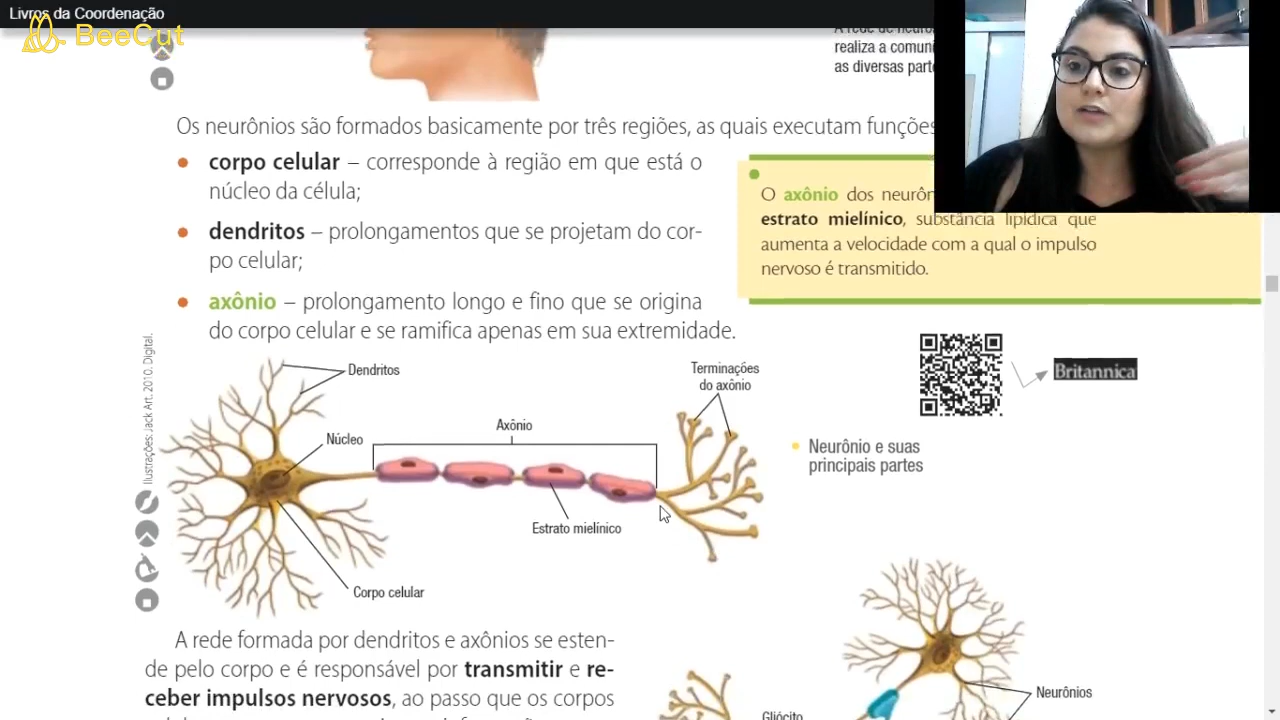 Livros da Coordenação
BeeCut
A rede de
realiza a
as diversas
Os neurônios são formados basicamente por três regiões, as quais executam funções
corpo celular – corresponde à região em que está o
núcleo da célula;
dendritos – prolongamentos que se projetam do cor-
po celular;
axônio – prolongamento longo e fino que se origina
do corpo celular e se ramifica apenas em sua extremidade.
O axônio dos
estrato mielínico, substância lipídica que
aumenta a velocidade com a qual o impulso
nervoso é transmitido.
Britannica
Ilustrações: Jack Art. 2010. Digital.
Dendritos
Núcleo
Axônio
Terminações
do axônio
Estrato mielínico
Corpo celular
Neurônio e suas
principais partes
A rede formada por dendritos e axônios se esten-
de pelo corpo e é responsável por transmitir e re-
ceber impulsos nervosos, ao passo que os corpos
Gliócito
Neurônios